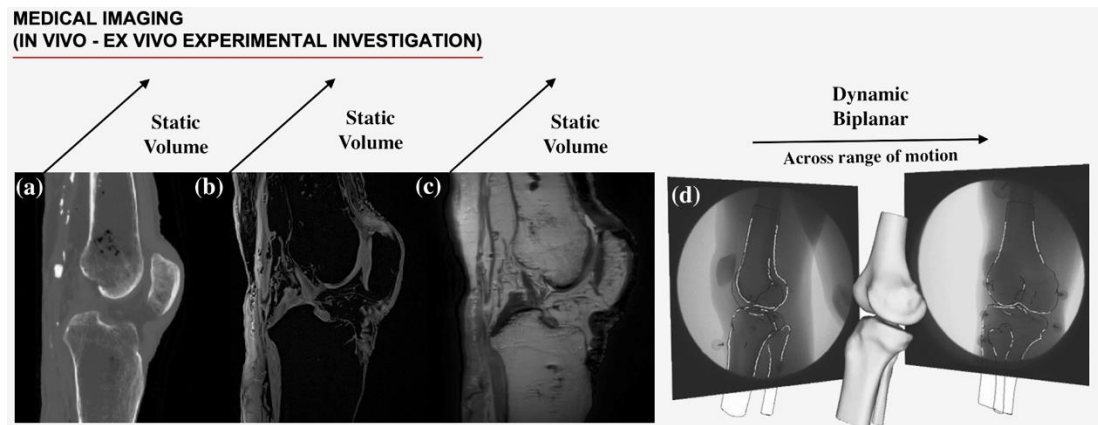 MEDICAL IMAGING
(IN VIVO - EX VIVO EXPERIMENTAL INVESTIGATION)
Static
Volume
Static
Volume
Static
Volume
Dynamic
Biplanar
Across range of motion
(a)
(b)
(c)
(d)